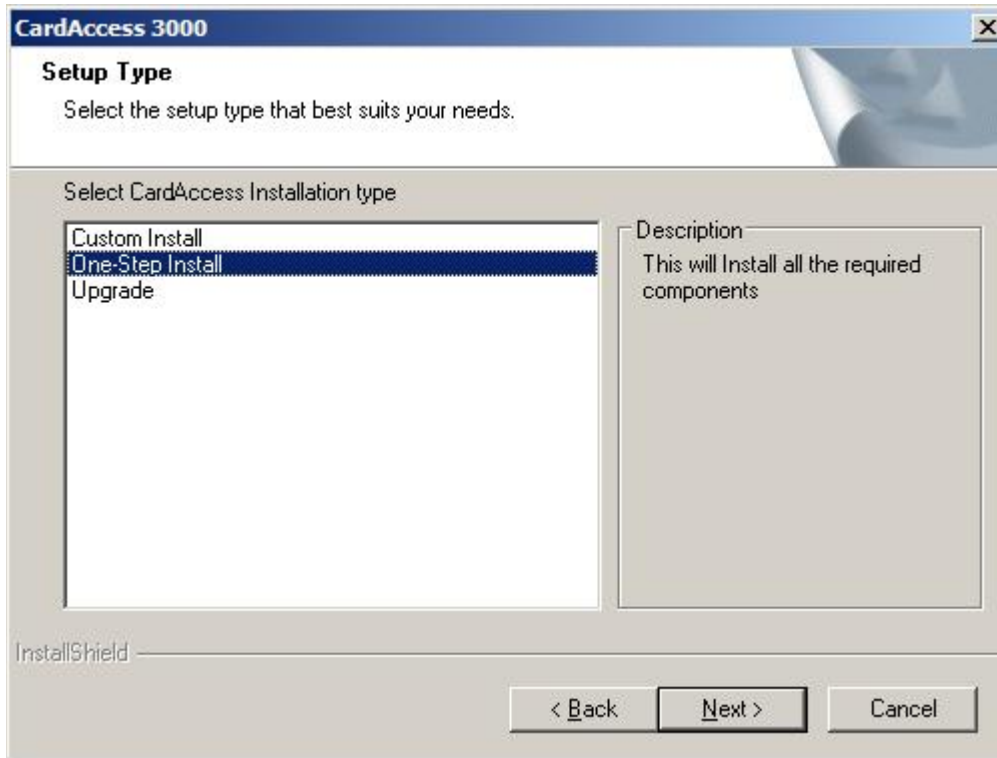 CardAccess 3000
Setup Type
Select the setup type that best suits your needs.
Select CardAccess Installation type
Custom Install
One-Step Install
Upgrade
Description
This will Install all the required
components
InstallShield
< Back
Next >
Cancel